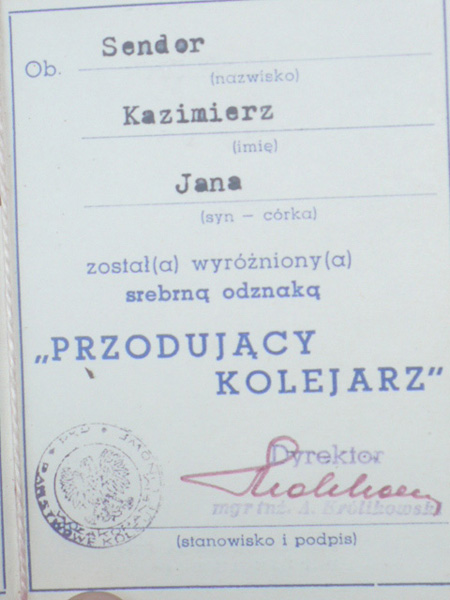 Sendor
Ob.
(nazwisko)
Kazimierz
(imię)
Jana
(syn – córka)
został(a) wyróżniony(a)
srebrną odznaką
„PRZODUJĄCY
KOLEJARZ"
Dyrektor
mgr inż. A. Królikowski
(stanowisko i podpis)